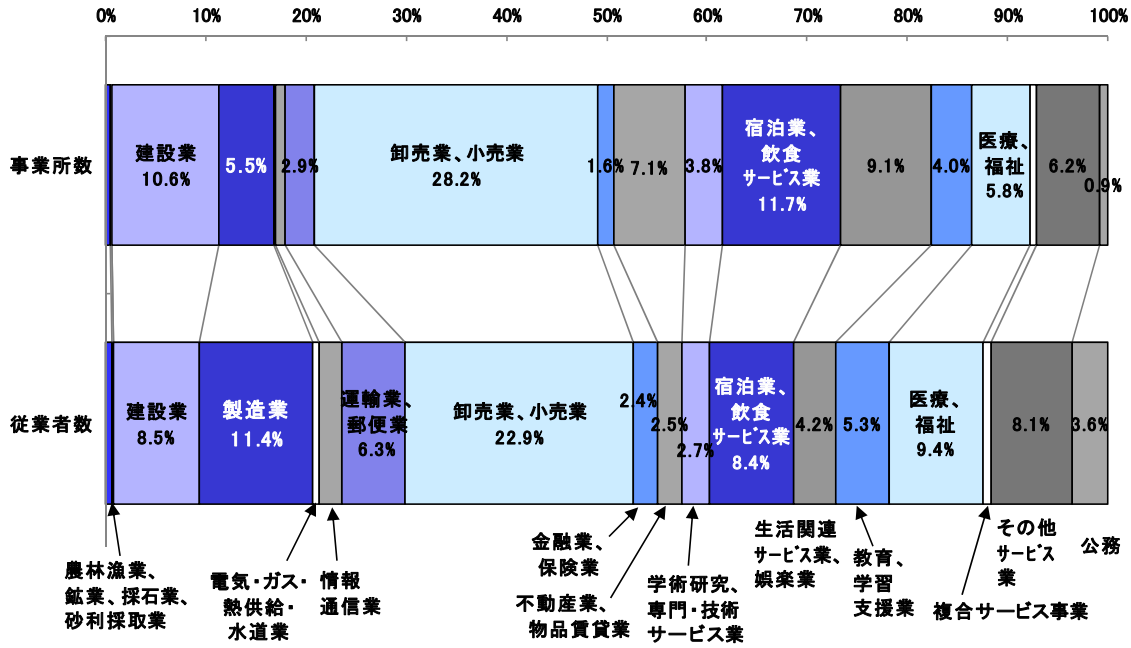 0% 10% 20% 30% 40% 50% 60% 70% 80% 90% 100%
事業所数
建設業
10.6%
5.5%
2.9%
卸売業、小売業
28.2%
1.6%
7.1%
3.8%
宿泊業、
飲食
ｻｰﾋﾞｽ業
11.7%
9.1%
4.0%
医療、
福祉
5.8%
6.2%
0.9%
従業者数
建設業
8.5%
製造業
11.4%
運輸業、
郵便業
6.3%
卸売業、小売業
22.9%
2.4%
2.5%
2.7%
宿泊業、
飲食
ｻｰﾋﾞｽ業
8.4%
4.2%
5.3%
医療、
福祉
9.4%
8.1%
3.6%
農林漁業、
鉱業、採石業、
砂利採取業
電気・ガス・
熱供給・
水道業
情報
通信業
金融業、
保険業
不動産業、
物品賃貸業
学術研究、
専門・技術
サービス業
生活関連
ｻｰﾋﾞｽ業、
娯楽業
教育、
学習
支援業
複合サービス事業
その他
ｻｰﾋﾞｽ
業
公務